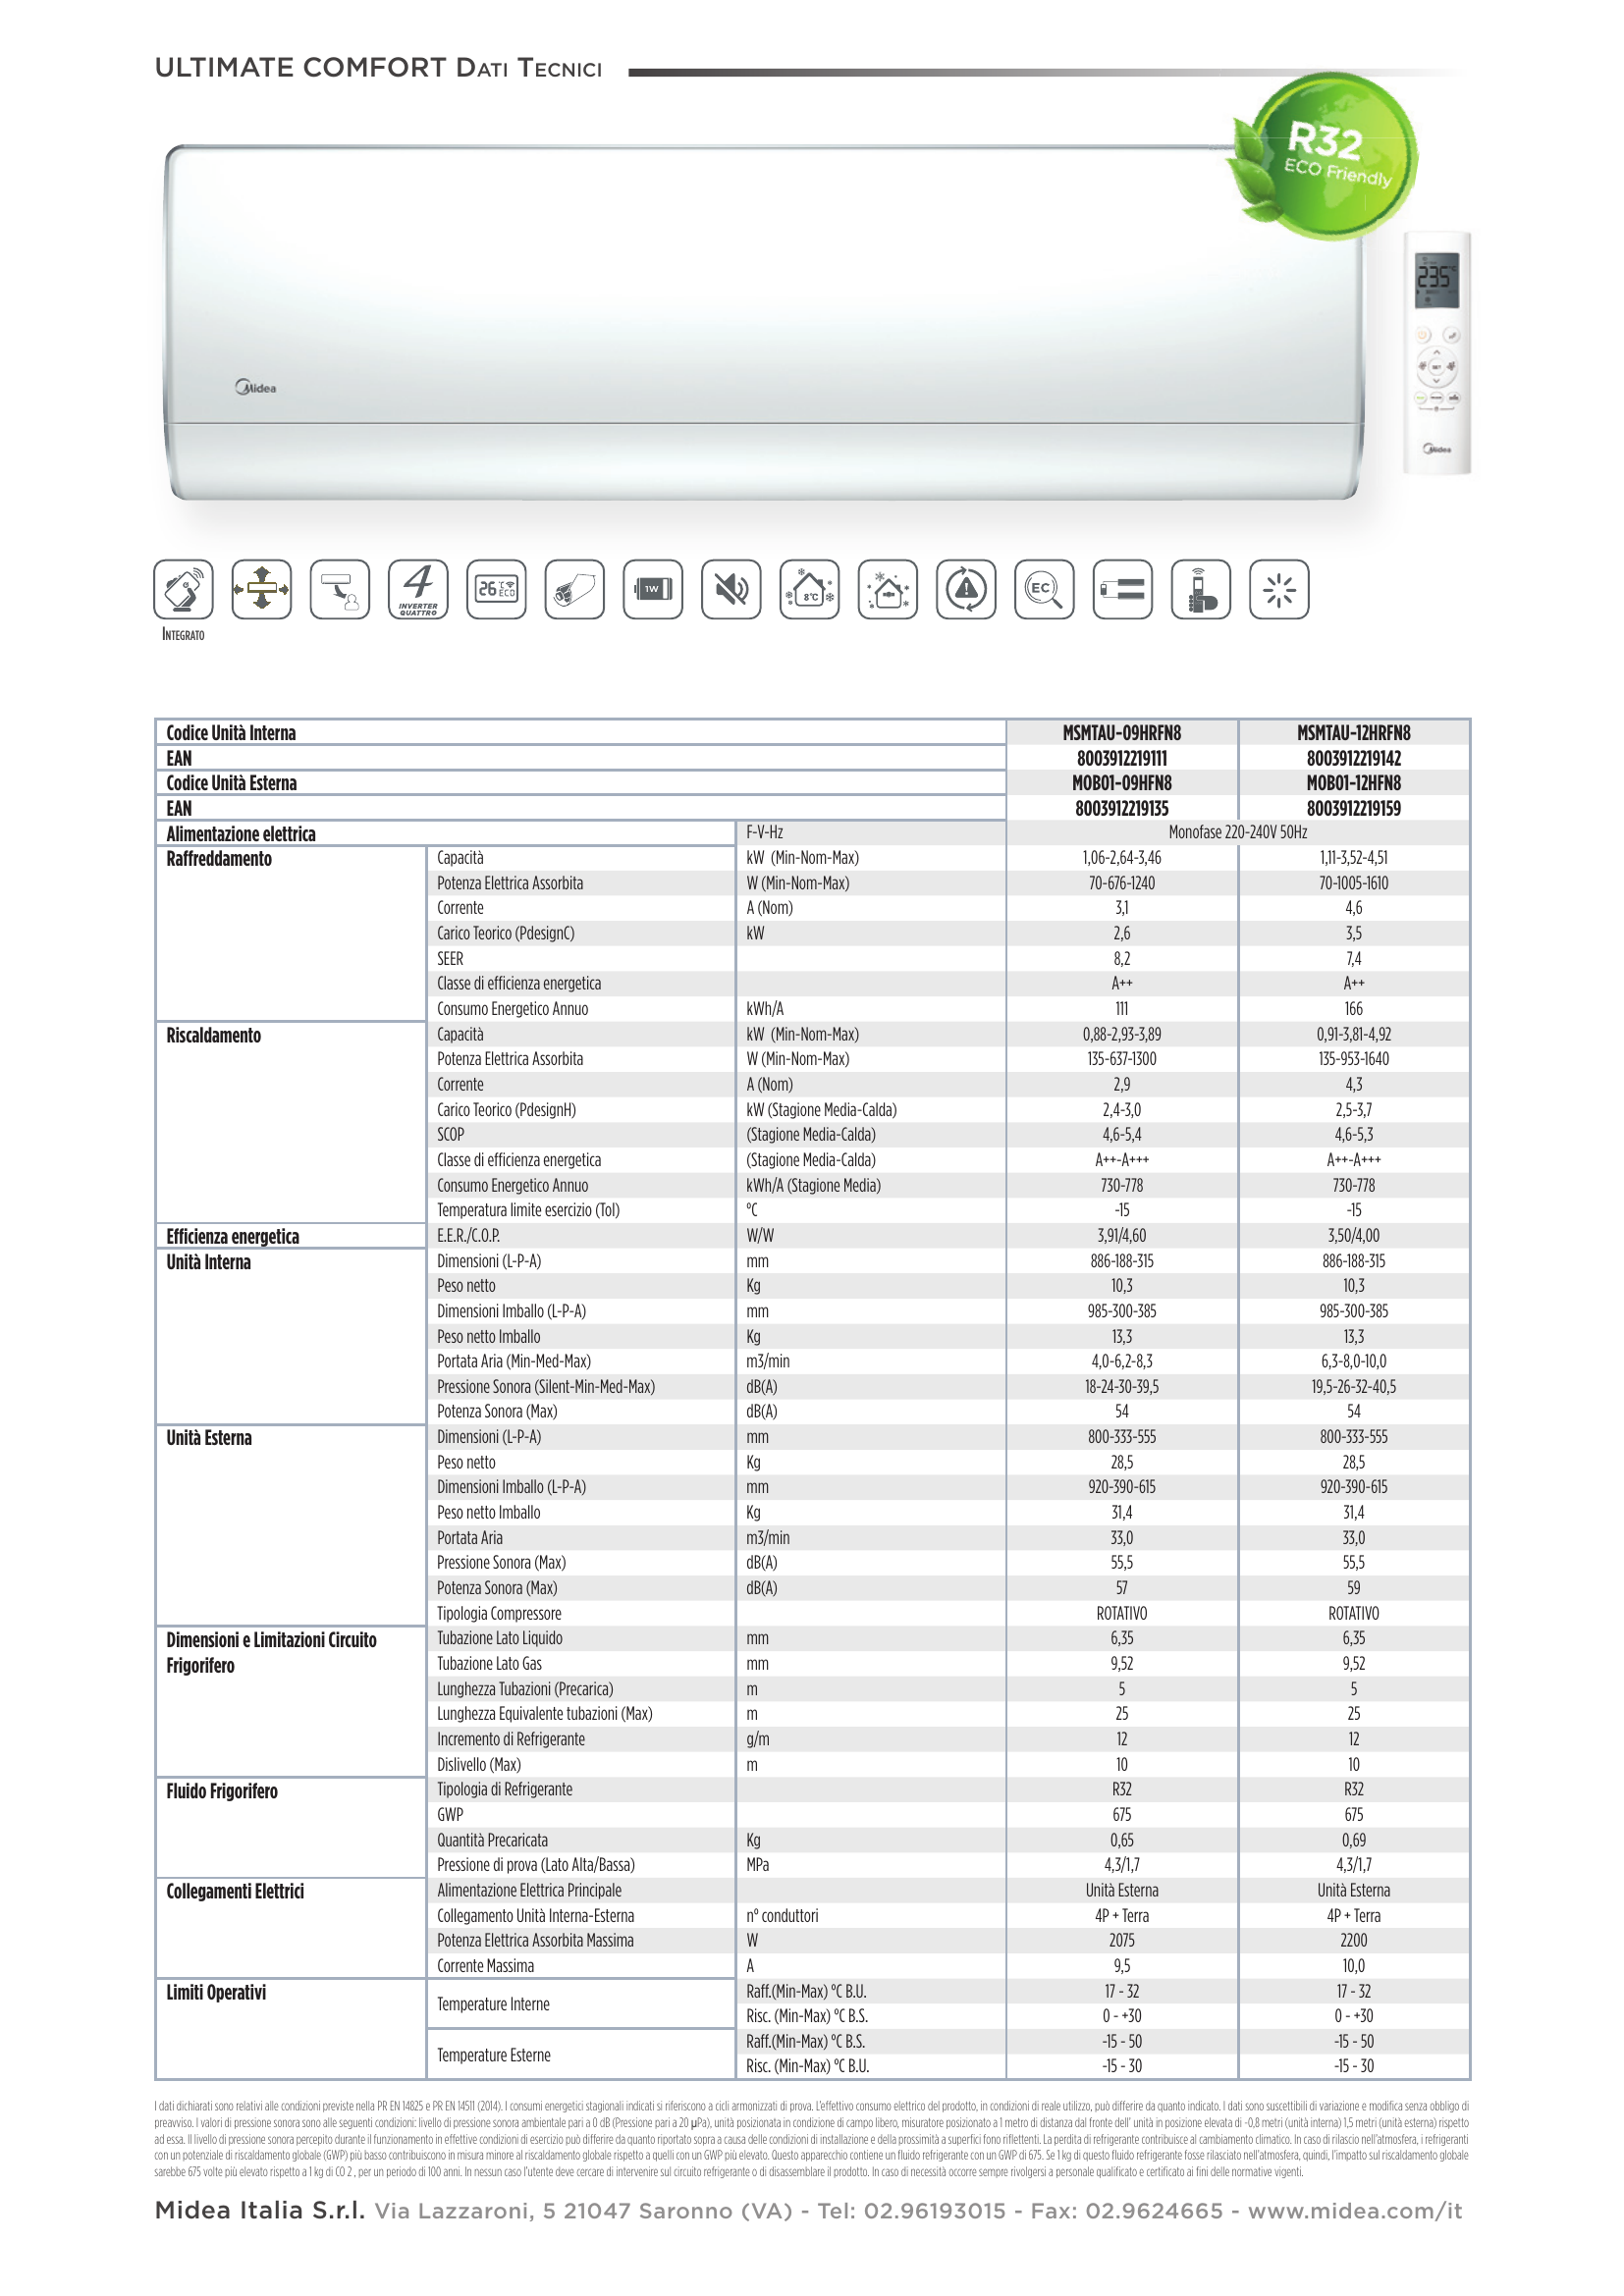 ULTIMATE COMFORT DATI TECNICI
R32
ECO Friendly
235
Midea
Midea
4
INVERTER
QUATTRO
26
ECO
1W
8°C
EC
INTEGRATO
Codice Unità Interna MSMTAU-09HRFN8 MSMTAU-12HRFN8
EAN 8003912219111 8003912219142
Codice Unità Esterna MOB01-09HFN8 MOB01-12HFN8
EAN 8003912219135 8003912219159
Alimentazione elettrica F-V-Hz Monofase 220-240V 50Hz
Raffreddamento Capacità kW (Min-Nom-Max) 1,06-2,64-3,46 1,11-3,52-4,51
Potenza Elettrica Assorbita W (Min-Nom-Max) 70-676-1240 70-1005-1610
Corrente A (Nom) 3,1 4,6
Carico Teorico (PdesignC) kW 2,6 3,5
SEER 8,2 7,4
Classe di efficienza energetica A++ A++
Consumo Energetico Annuo kWh/A 111 166
Riscaldamento Capacità kW (Min-Nom-Max) 0,88-2,93-3,89 0,91-3,81-4,92
Potenza Elettrica Assorbita W (Min-Nom-Max) 135-637-1300 135-953-1640
Corrente A (Nom) 2,9 4,3
Carico Teorico (PdesignH) kW (Stagione Media-Calda) 2,4-3,0 2,5-3,7
SCOP (Stagione Media-Calda) 4,6-5,4 4,6-5,3
Classe di efficienza energetica (Stagione Media-Calda) A++-A+++ A++-A+++
Consumo Energetico Annuo kWh/A (Stagione Media) 730-778 730-778
Temperatura limite esercizio (Tol) °C -15 -15
Efficienza energetica E.E.R./C.O.P. W/W 3,91/4,60 3,50/4,00
Unità Interna Dimensioni (L-P-A) mm 886-188-315 886-188-315
Peso netto Kg 10,3 10,3
Dimensioni Imballo (L-P-A) mm 985-300-385 985-300-385
Peso netto Imballo Kg 13,3 13,3
Portata Aria (Min-Med-Max) m3/min 4,0-6,2-8,3 6,3-8,0-10,0
Pressione Sonora (Silent-Min-Med-Max) dB(A) 18-24-30-39,5 19,5-26-32-40,5
Potenza Sonora (Max) dB(A) 54 54
Unità Esterna Dimensioni (L-P-A) mm 800-333-555 800-333-555
Peso netto Kg 28,5 28,5
Dimensioni Imballo (L-P-A) mm 920-390-615 920-390-615
Peso netto Imballo Kg 31,4 31,4
Portata Aria m3/min 33,0 33,0
Pressione Sonora (Max) dB(A) 55,5 55,5
Potenza Sonora (Max) dB(A) 57 59
Tipologia Compressore ROTATIVO ROTATIVO
Dimensioni e Limitazioni Circuito Tubazione Lato Liquido mm 6,35 6,35
Frigorifero Tubazione Lato Gas mm 9,52 9,52
Lunghezza Tubazioni (Precarica) m 5 5
Lunghezza Equivalente tubazioni (Max) m 25 25
Incremento di Refrigerante g/m 12 12
Dislivello (Max) m 10 10
Fluido Frigorifero Tipologia di Refrigerante R32 R32
GWP 675 675
Quantità Precaricata Kg 0,65 0,69
Pressione di prova (Lato Alta/Bassa) MPa 4,3/1,7 4,3/1,7
Collegamenti Elettrici Alimentazione Elettrica Principale Unità Esterna Unità Esterna
Collegamento Unità Interna-Esterna n° conduttori 4P + Terra 4P + Terra
Potenza Elettrica Assorbita Massima W 2075 2200
Corrente Massima A 9,5 10,0
Limiti Operativi Temperature Interne Raff.(Min-Max) °C B.U. 17 - 32 17 - 32
Risc. (Min-Max) °C B.S. 0 - +30 0 - +30
Temperature Esterne Raff.(Min-Max) °C B.S. -15 - 50 -15 - 50
Risc. (Min-Max) °C B.U. -15 - 30 -15 - 30
I dati dichiarati sono relativi alle condizioni previste nella PR EN 14825 e PR EN 14511 (2014). I consumi energetici stagionali indicati si riferiscono a cicli armonizzati di prova. L'effettivo consumo elettrico del prodotto, in condizioni di reale utilizzo, può differire da quanto indicato. I dati sono suscettibili di variazione e modifica senza obbligo di
preavviso. I valori di pressione sonora sono alle seguenti condizioni: livello di pressione sonora ambientale pari a 0 dB (Pressione pari a 20 µPa), unità posizionata in condizione di campo libero, misuratore posizionato a 1 metro di distanza dal fronte dell' unità in posizione elevata di -0,8 metri (unità interna) 1,5 metri (unità esterna) rispetto
ad essa. Il livello di pressione sonora percepito durante il funzionamento in effettive condizioni di esercizio può differire da quanto riportato sopra a causa delle condizioni di installazione e della prossimità a superfici fono riflettenti. La perdita di refrigerante contribuisce al cambiamento climatico. In caso di rilascio nell'atmosfera, i refrigeranti
con un potenziale di riscaldamento globale (GWP) più basso contribuiscono in misura minore al riscaldamento globale rispetto a quelli con un GWP più elevato. Questo apparecchio contiene un fluido refrigerante con un GWP di 675. Se 1 kg di questo fluido refrigerante fosse rilasciato nell'atmosfera, quindi, l'impatto sul riscaldamento globale
sarebbe 675 volte più elevato rispetto a 1 kg di CO 2 , per un periodo di 100 anni. In nessun caso l'utente deve cercare di intervenire sul circuito refrigerante o di disassemblare il prodotto. In caso di necessità occorre sempre rivolgersi a personale qualificato e certificato ai fini delle normative vigenti.
Midea Italia S.r.l. Via Lazzaroni, 5 21047 Saronno (VA) - Tel: 02.96193015 - Fax: 02.9624665 - www.midea.com/it